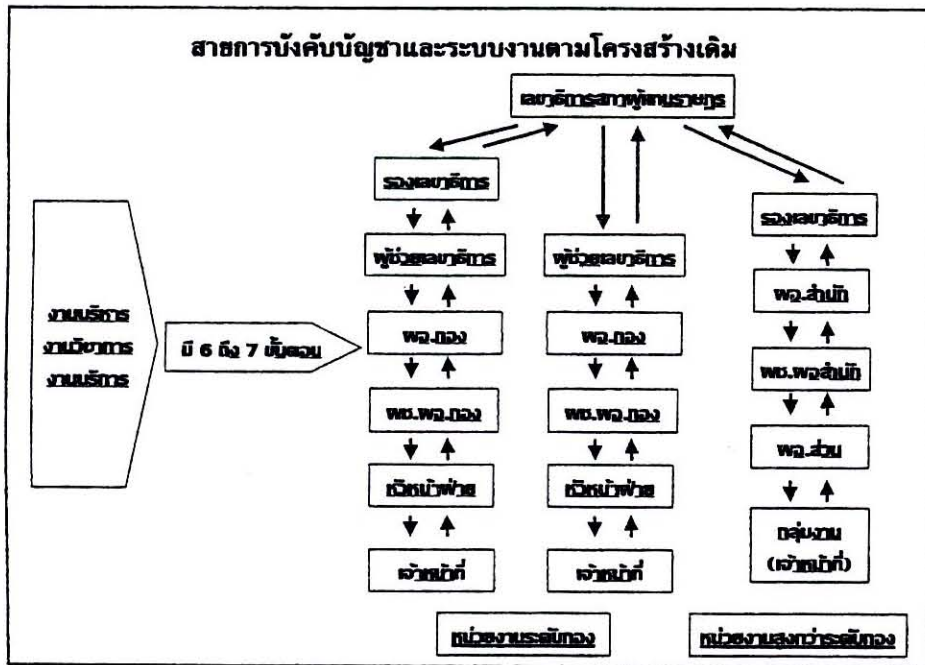 สายการบังคับบัญชาและระบบงานตามโครงสร้างเดิม
เลขาธิการสภาผู้แทนราษฎร
รองเลขาธิการ
ผู้ช่วยเลขาธิการ
ผอ.กอง
ผช.ผอ.กอง
หัวหน้าฝ่าย
เจ้าหน้าที่
ผู้ช่วยเลขาธิการ
ผอ.กอง
ผช.ผอ.กอง
หัวหน้าฝ่าย
เจ้าหน้าที่
รองเลขาธิการ
ผอ.สำนัก
ผช.ผอสำนัก
ผอ.ส่วน
กลุ่มงาน
(เจ้าหน้าที่)
งานบริหาร
งานวิชาการ
งานบริการ
มี 6 ถึง 7 ขั้นตอน
หน่วยงานระดับกอง
หน่วยงานสูงกว่าระดับกอง